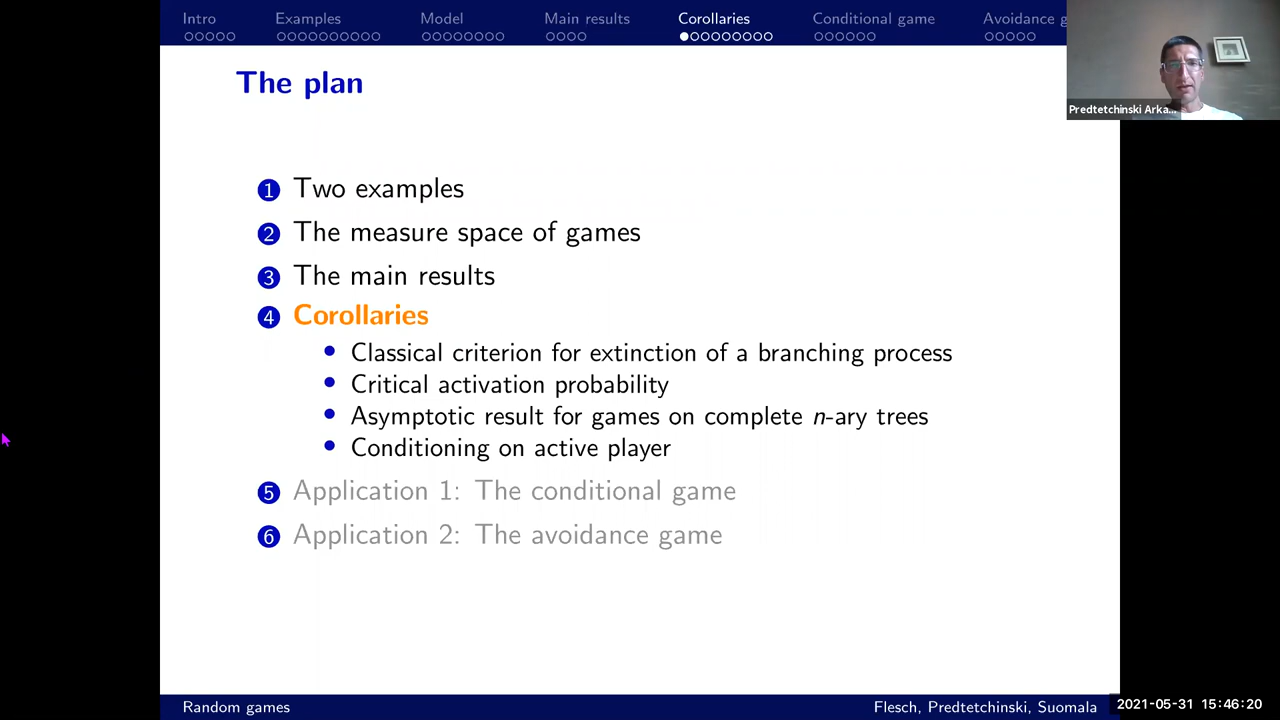 Intro Examples Model Main results Corollaries Conditional game Avoidance g
The plan
Predtetchinski Arka...
1 Two examples
2 The measure space of games
3 The main results
4 Corollaries
• Classical criterion for extinction of a branching process
• Critical activation probability
• Asymptotic result for games on complete n-ary trees
• Conditioning on active player
5 Application 1: The conditional game
6 Application 2: The avoidance game
Random games Flesch, Predtetchinski, Suomala 2021-05-31 15:46:20